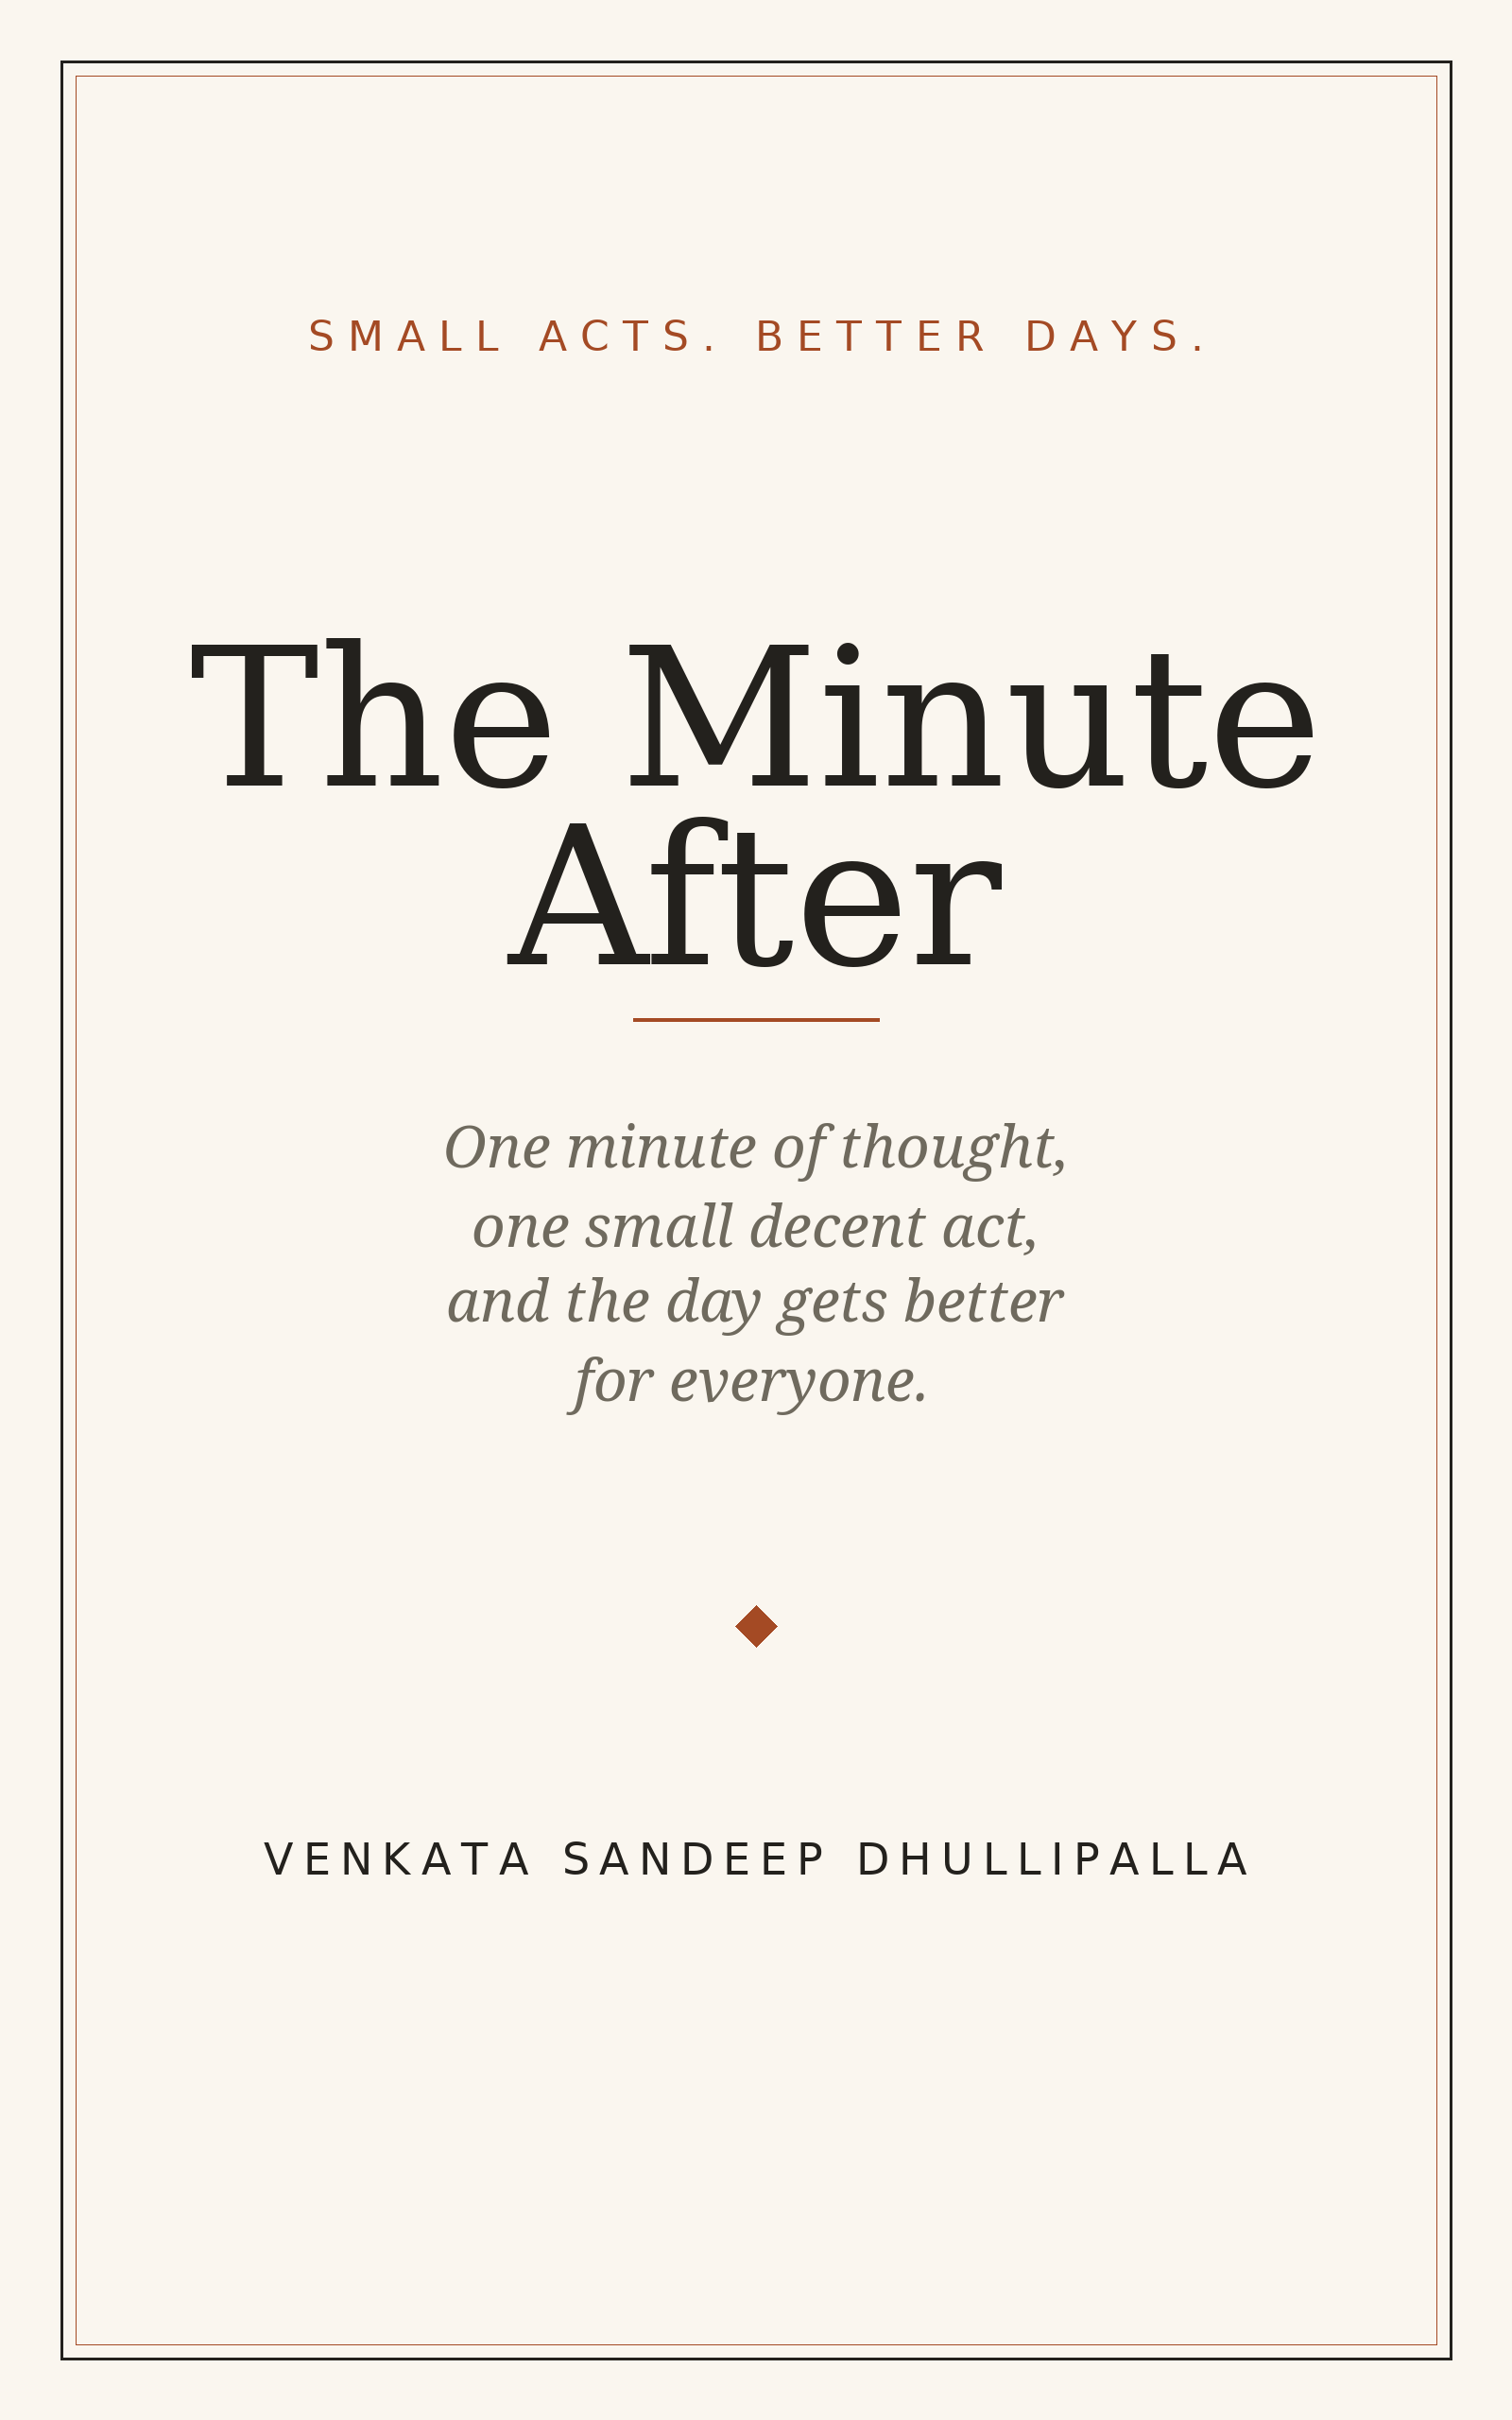 SMALL ACTS. BETTER DAYS.
The Minute
After
One minute of thought,
one small decent act,
and the day gets better
for everyone.
VENKATA SANDEEP DHULLIPALLA